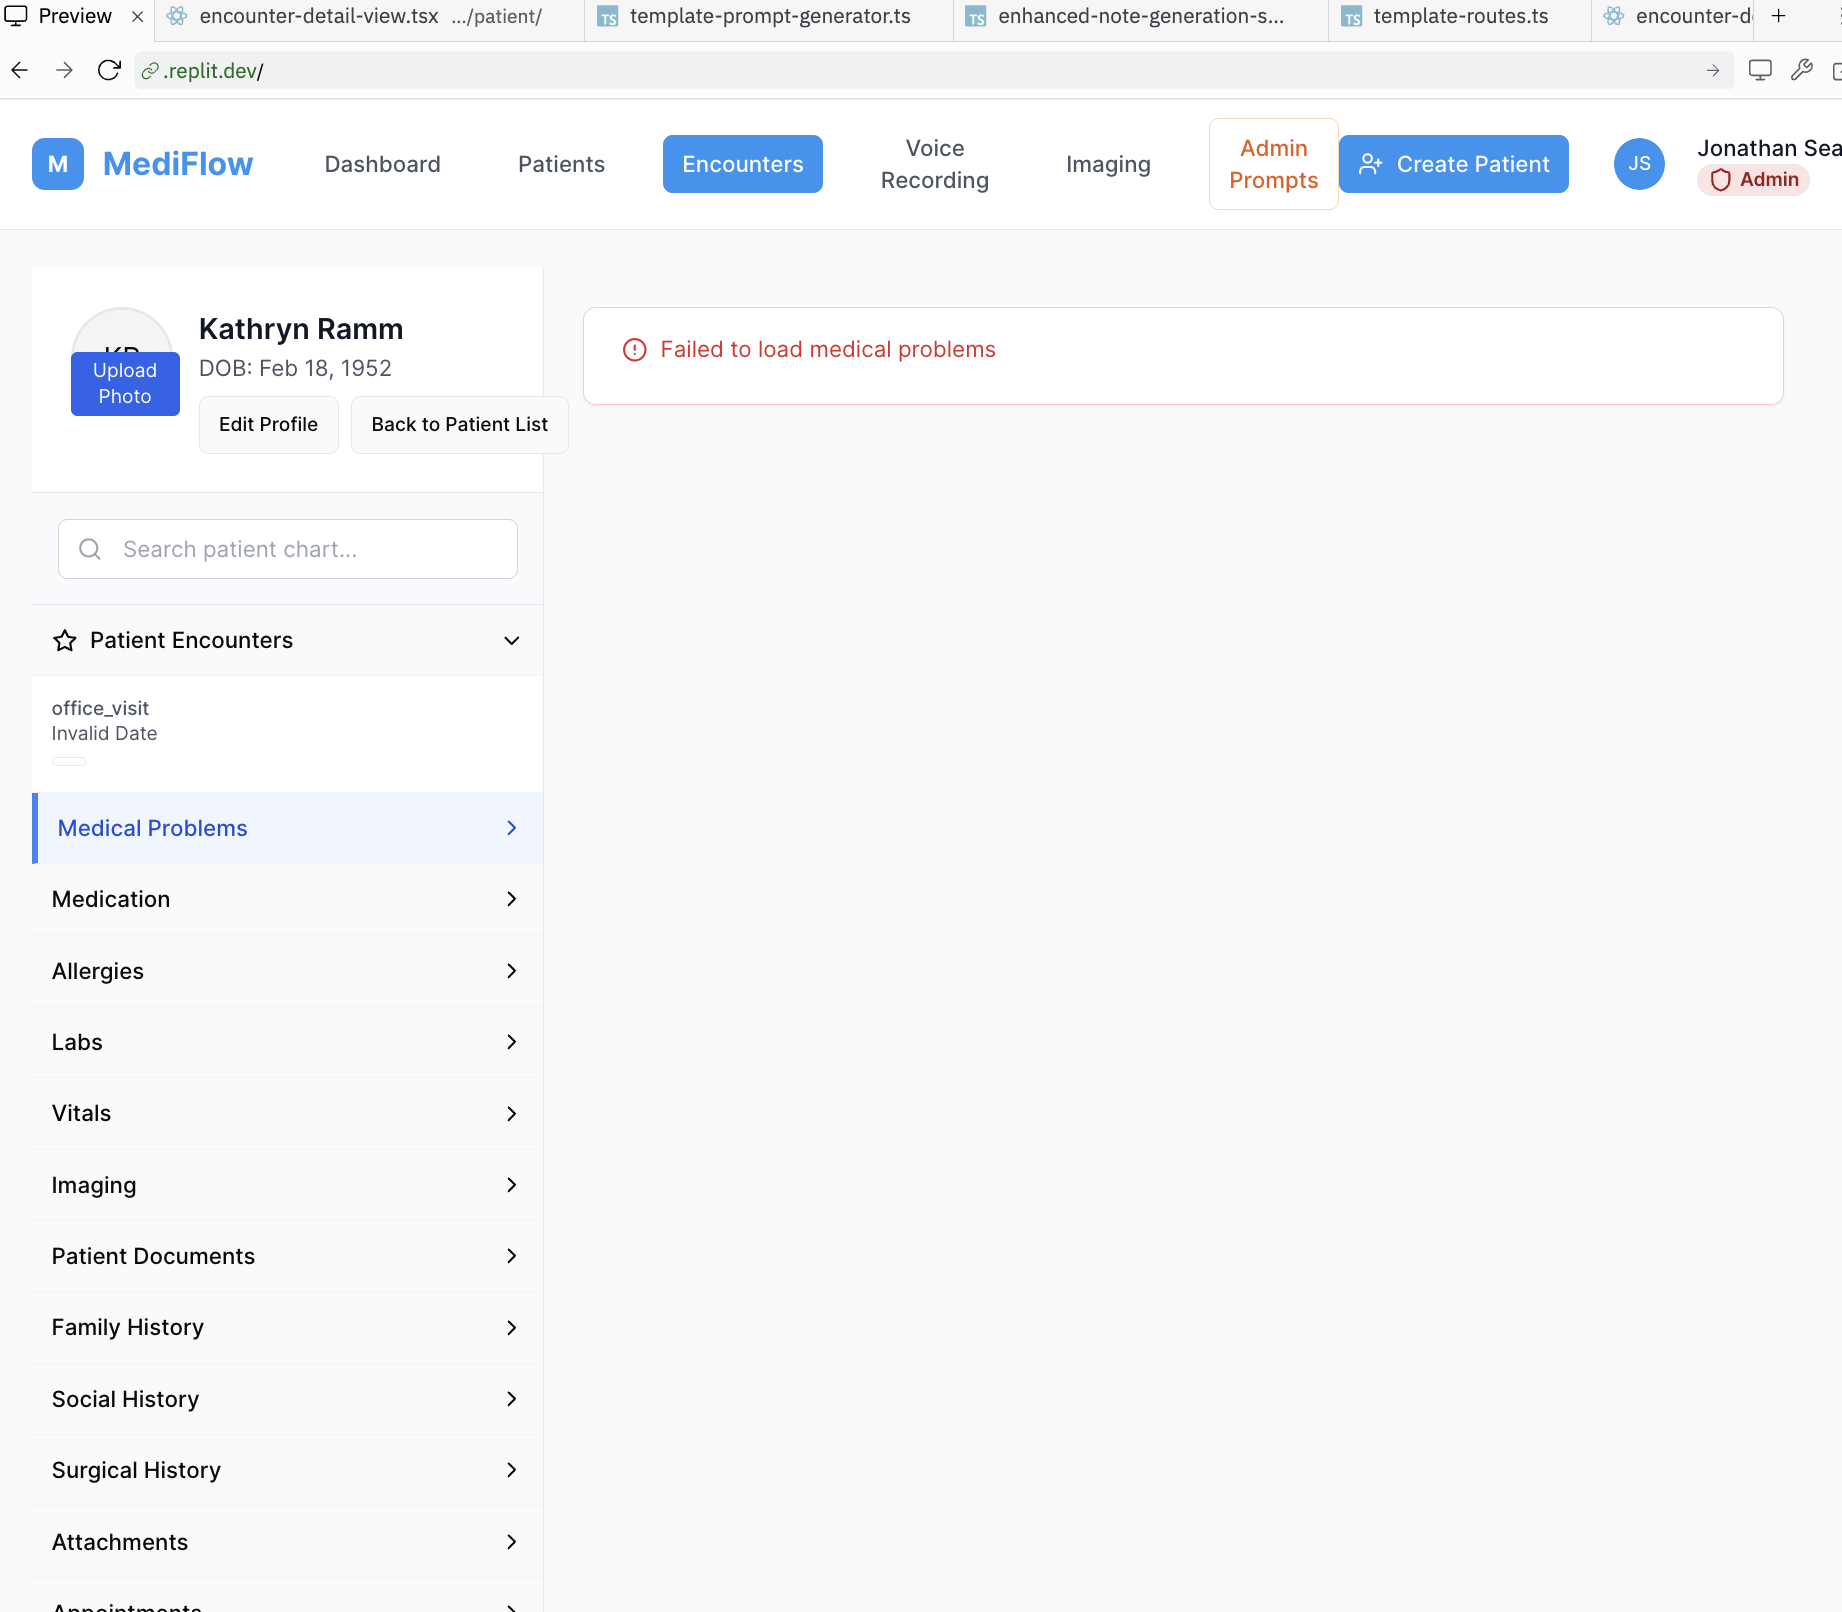 Preview
encounter-detail-view.tsx .../patient/
template-prompt-generator.ts
enhanced-note-generation-s...
template-routes.ts
encounter-d
.replit.dev/
M MediFlow
Dashboard
Patients
Encounters
Voice
Recording
Imaging
Admin
Prompts
Create Patient
JS
Jonathan Sea
Admin
Upload
Photo
Kathryn Ramm
DOB: Feb 18, 1952
Edit Profile
Back to Patient List
Failed to load medical problems
Search patient chart...
Patient Encounters
office_visit
Invalid Date
Medical Problems
Medication
Allergies
Labs
Vitals
Imaging
Patient Documents
Family History
Social History
Surgical History
Attachments
Appointments